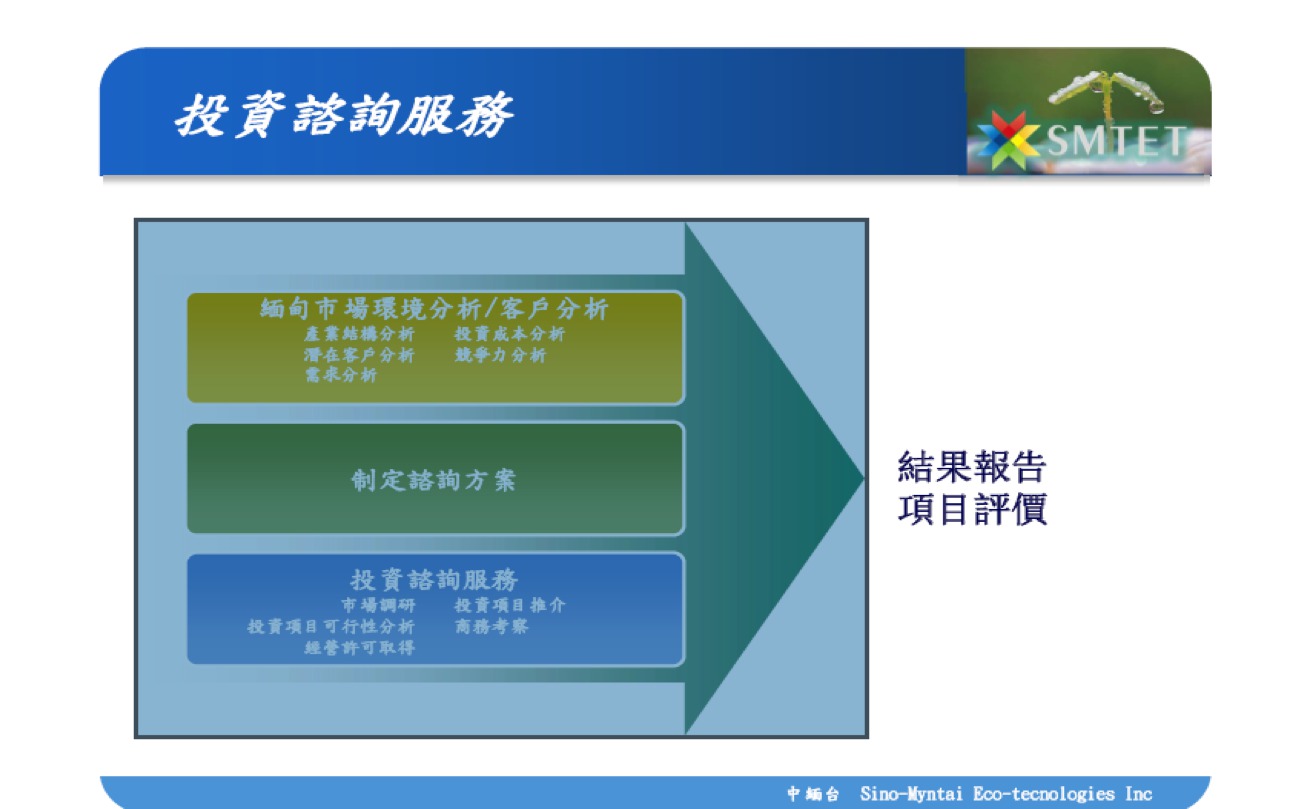 投資諮詢服務
SMTET
緬甸市場環境分析/客戶分析
產業結構分析 投資成本分析
潛在客戶分析 競爭力分析
需求分析
制定諮詢方案
投資諮詢服務
市場調研 投資項目推介
投資項目可行性分析 商務考察
經營許可取得
結果報告
項目評價
中緬台 Sino-Myntai Eco-tecnologies Inc